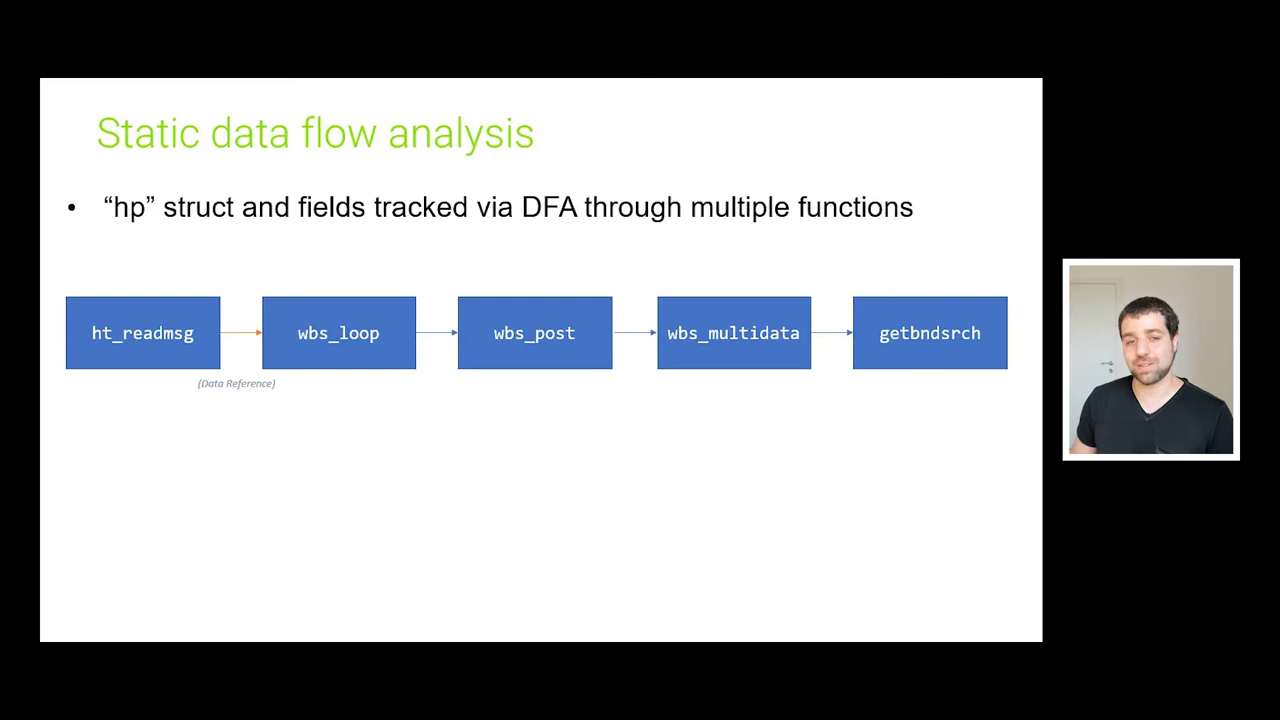 Static data flow analysis
• “hp” struct and fields tracked via DFA through multiple functions
ht_readmsg
wbs_loop
wbs_post
wbs_multidata
getbndsrch
(Data Reference)